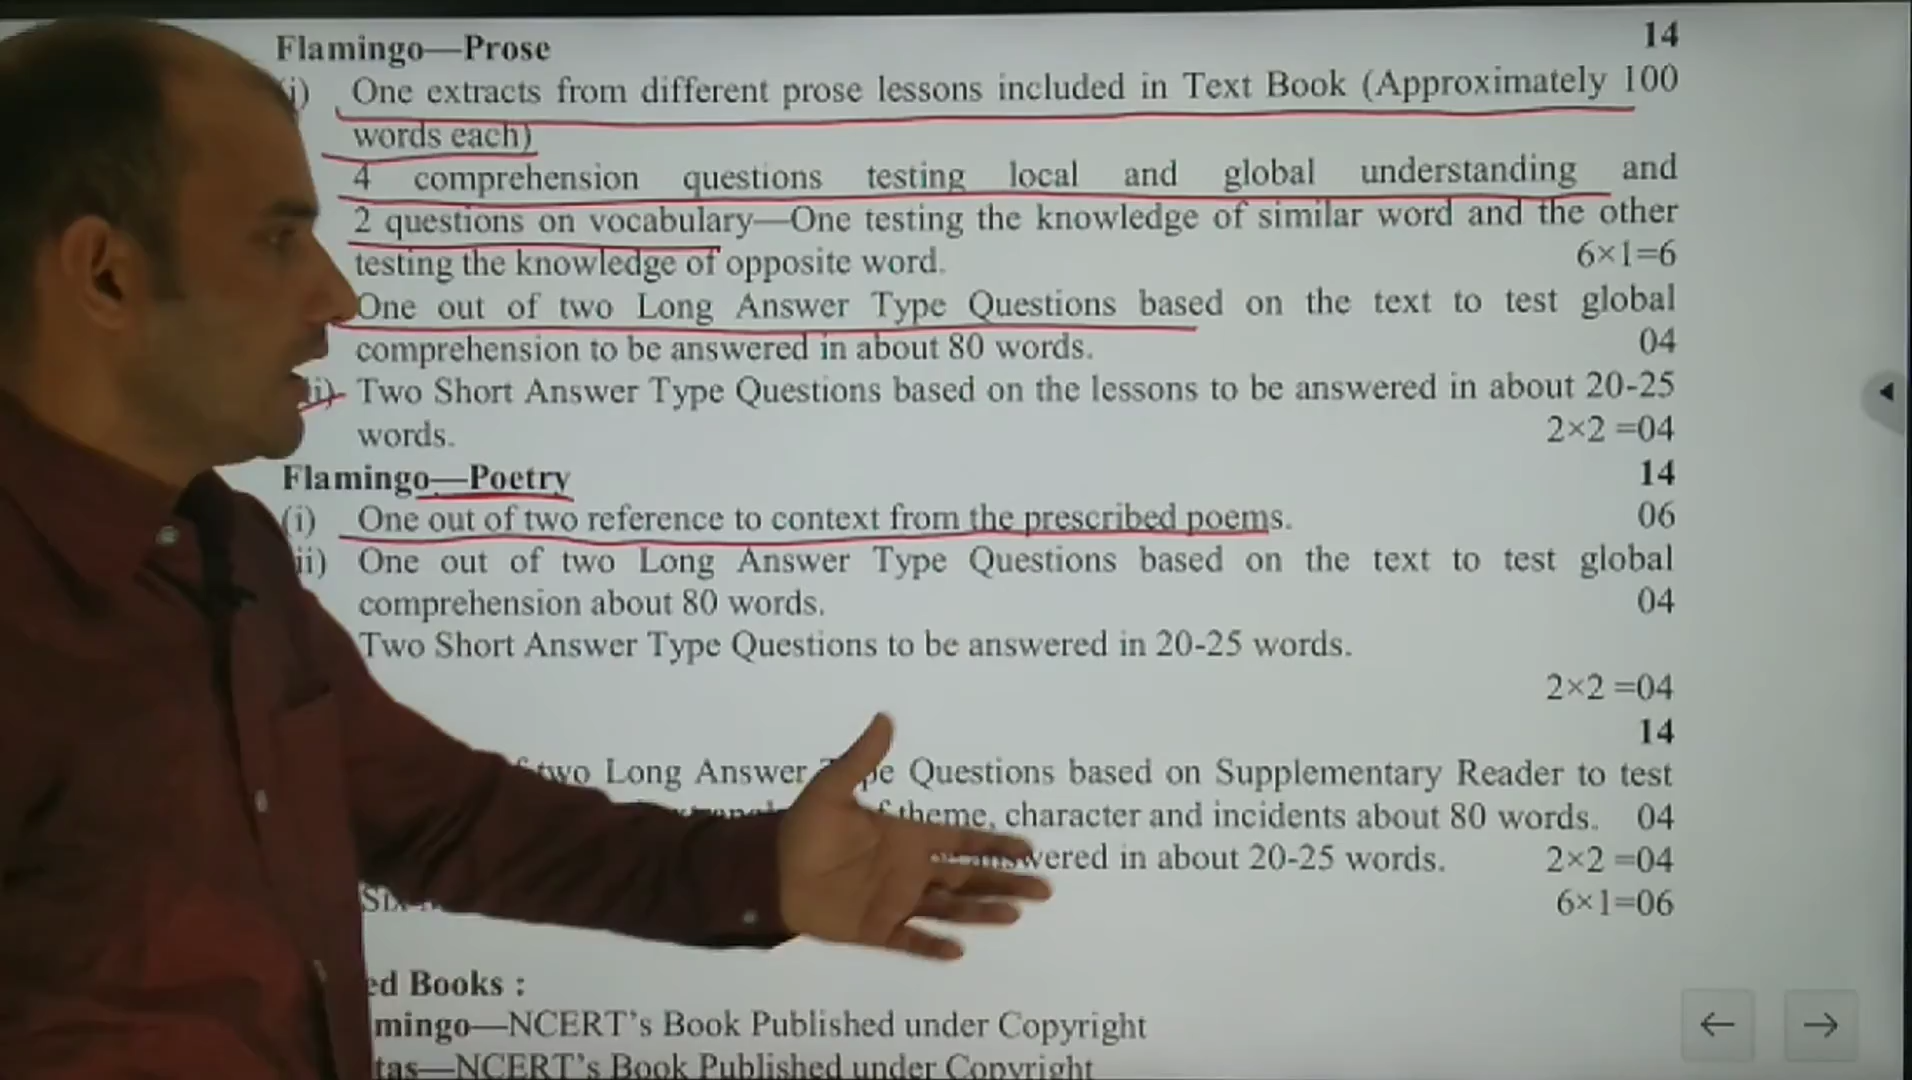 Flamingo—Prose 14
i) One extracts from different prose lessons included in Text Book (Approximately 100
words each)
4 comprehension questions testing local and global understanding and
2 questions on vocabulary—One testing the knowledge of similar word and the other
testing the knowledge of opposite word. 6×1=6
One out of two Long Answer Type Questions based on the text to test global
comprehension to be answered in about 80 words. 04
i) Two Short Answer Type Questions based on the lessons to be answered in about 20-25
words. 2×2 =04
Flamingo—Poetry 14
(i) One out of two reference to context from the prescribed poems. 06
ii) One out of two Long Answer Type Questions based on the text to test global
comprehension about 80 words. 04
Two Short Answer Type Questions to be answered in 20-25 words.
2×2 =04
14
two Long Answer Type Questions based on Supplementary Reader to test
theme, character and incidents about 80 words. 04
answered in about 20-25 words. 2×2 =04
6×1=06
ed Books :
mingo—NCERT's Book Published under Copyright
tas—NCERT's Book Published under Copyright